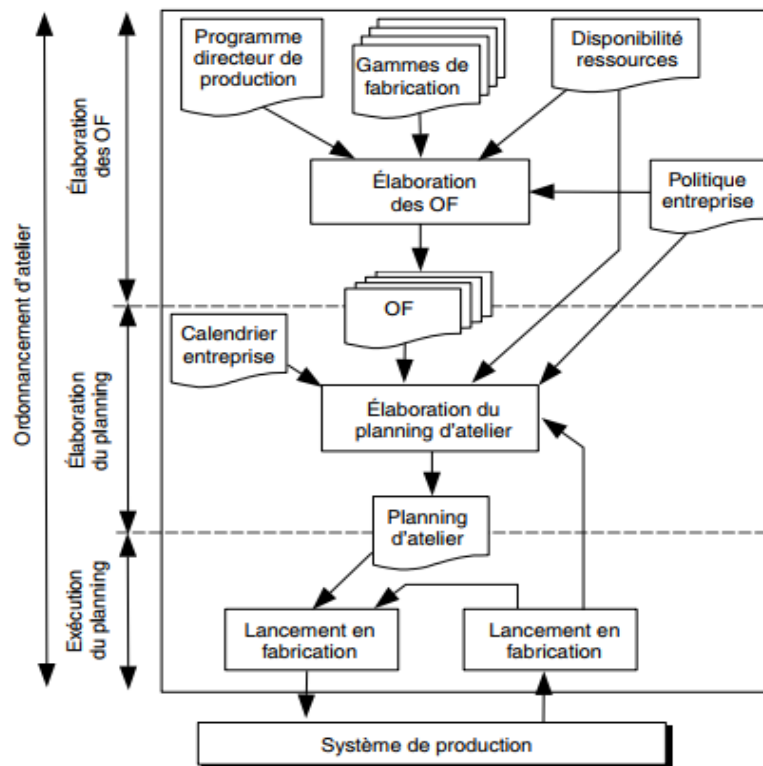 Programme
directeur de
production
Gammes de
fabrication
Disponibilité
ressources
Élaboration
des OF
Élaboration
des OF
Politique
entreprise
Ordonnancement d'atelier
OF
Calendrier
entreprise
Élaboration
du planning
Élaboration du
planning d'atelier
Planning
d'atelier
Exécution
du planning
Lancement en
fabrication
Lancement en
fabrication
Système de production